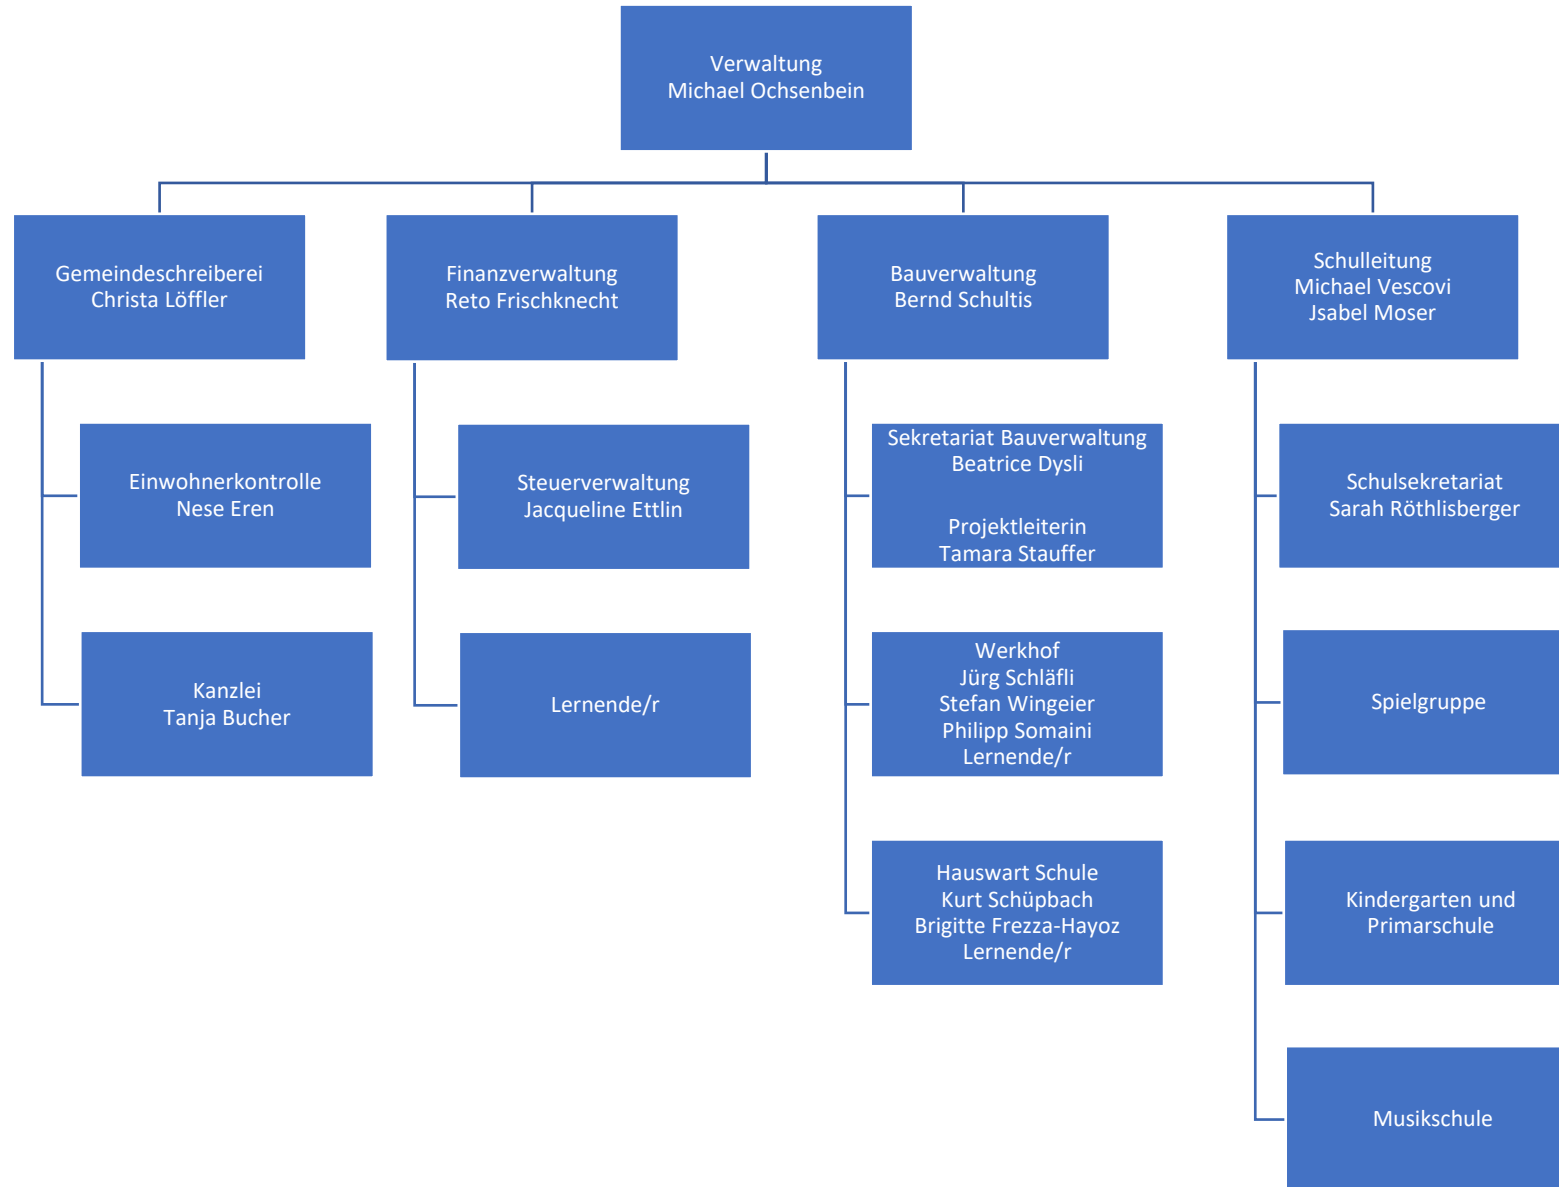 Verwaltung
Michael Ochsenbein
Gemeindeschreiberei
Christa Löffler
Finanzverwaltung
Reto Frischknecht
Bauverwaltung
Bernd Schultis
Schulleitung
Michael Vescovi
Jsabel Moser
Einwohnerkontrolle
Nese Eren
Steuerverwaltung
Jacqueline Ettlin
Sekretariat Bauverwaltung
Beatrice Dysli
Projektleiterin
Tamara Stauffer
Schulsekretariat
Sarah Röthlisberger
Kanzlei
Tanja Bucher
Lernende/r
Werkhof
Jürg Schläfli
Stefan Wingeier
Philipp Somaini
Lernende/r
Spielgruppe
Hauswart Schule
Kurt Schüpbach
Brigitte Frezza-Hayoz
Lernende/r
Kindergarten und
Primarschule
Musikschule